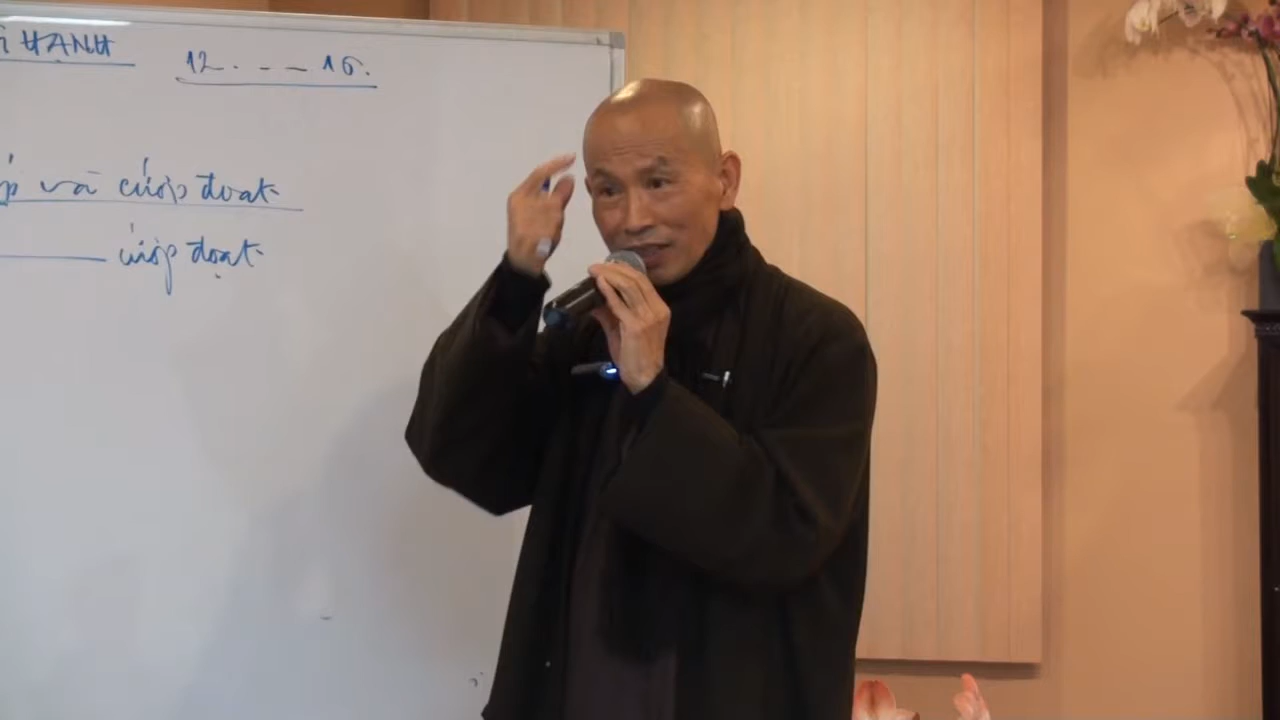 HẠNH
12. _ _ 16.
và cướp đoạt
cướp đoạt